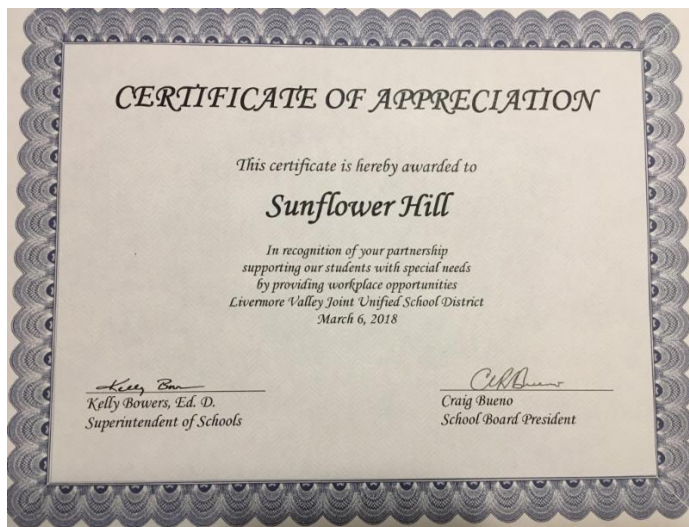 CERTIFICATE OF APPRECIATION
This certificate is hereby awarded to
Sunflower Hill
In recognition of your partnership
supporting our students with special needs
by providing workplace opportunities
Livermore Valley Joint Unified School District
March 6, 2018
Kelly Bowers, Ed. D.
Superintendent of Schools
Craig Bueno
School Board President